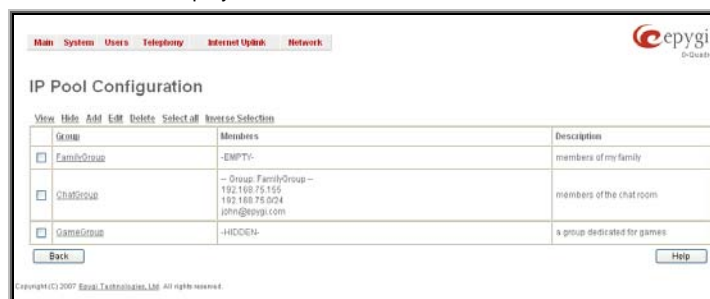 Main System Users Telephony Internet Uplink Network
epygi
IP Pool Configuration
View Hide Add Edit Delete Select all Inverse Selection
Group Members Description
FamilyGroup -EMPTY- members of my family
ChatGroup -- Group: FamilyGroup --
192.168.75.155
192.168.75.0/24
john@epygi.com
members of the chat room
GameGroup -HIDDEN- a group dedicated for games
Back Help
Copyright (C) 2007 Epygi Technologies, Ltd. All rights reserved.